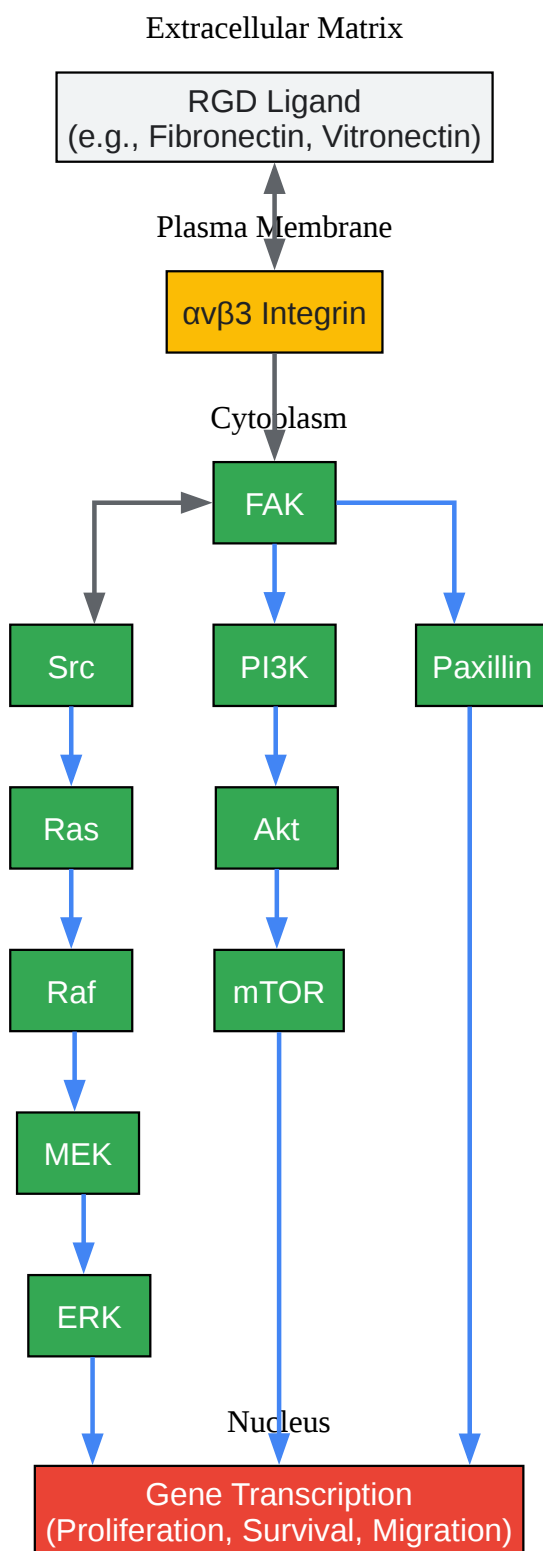 Extracellular Matrix
RGD Ligand
(e.g., Fibronectin, Vitronectin)
Plasma Membrane
αvβ3 Integrin
Cytoplasm
FAK
Src
PI3K
Paxillin
Ras
Akt
Raf
mTOR
MEK
ERK
Nucleus
Gene Transcription
(Proliferation, Survival, Migration)